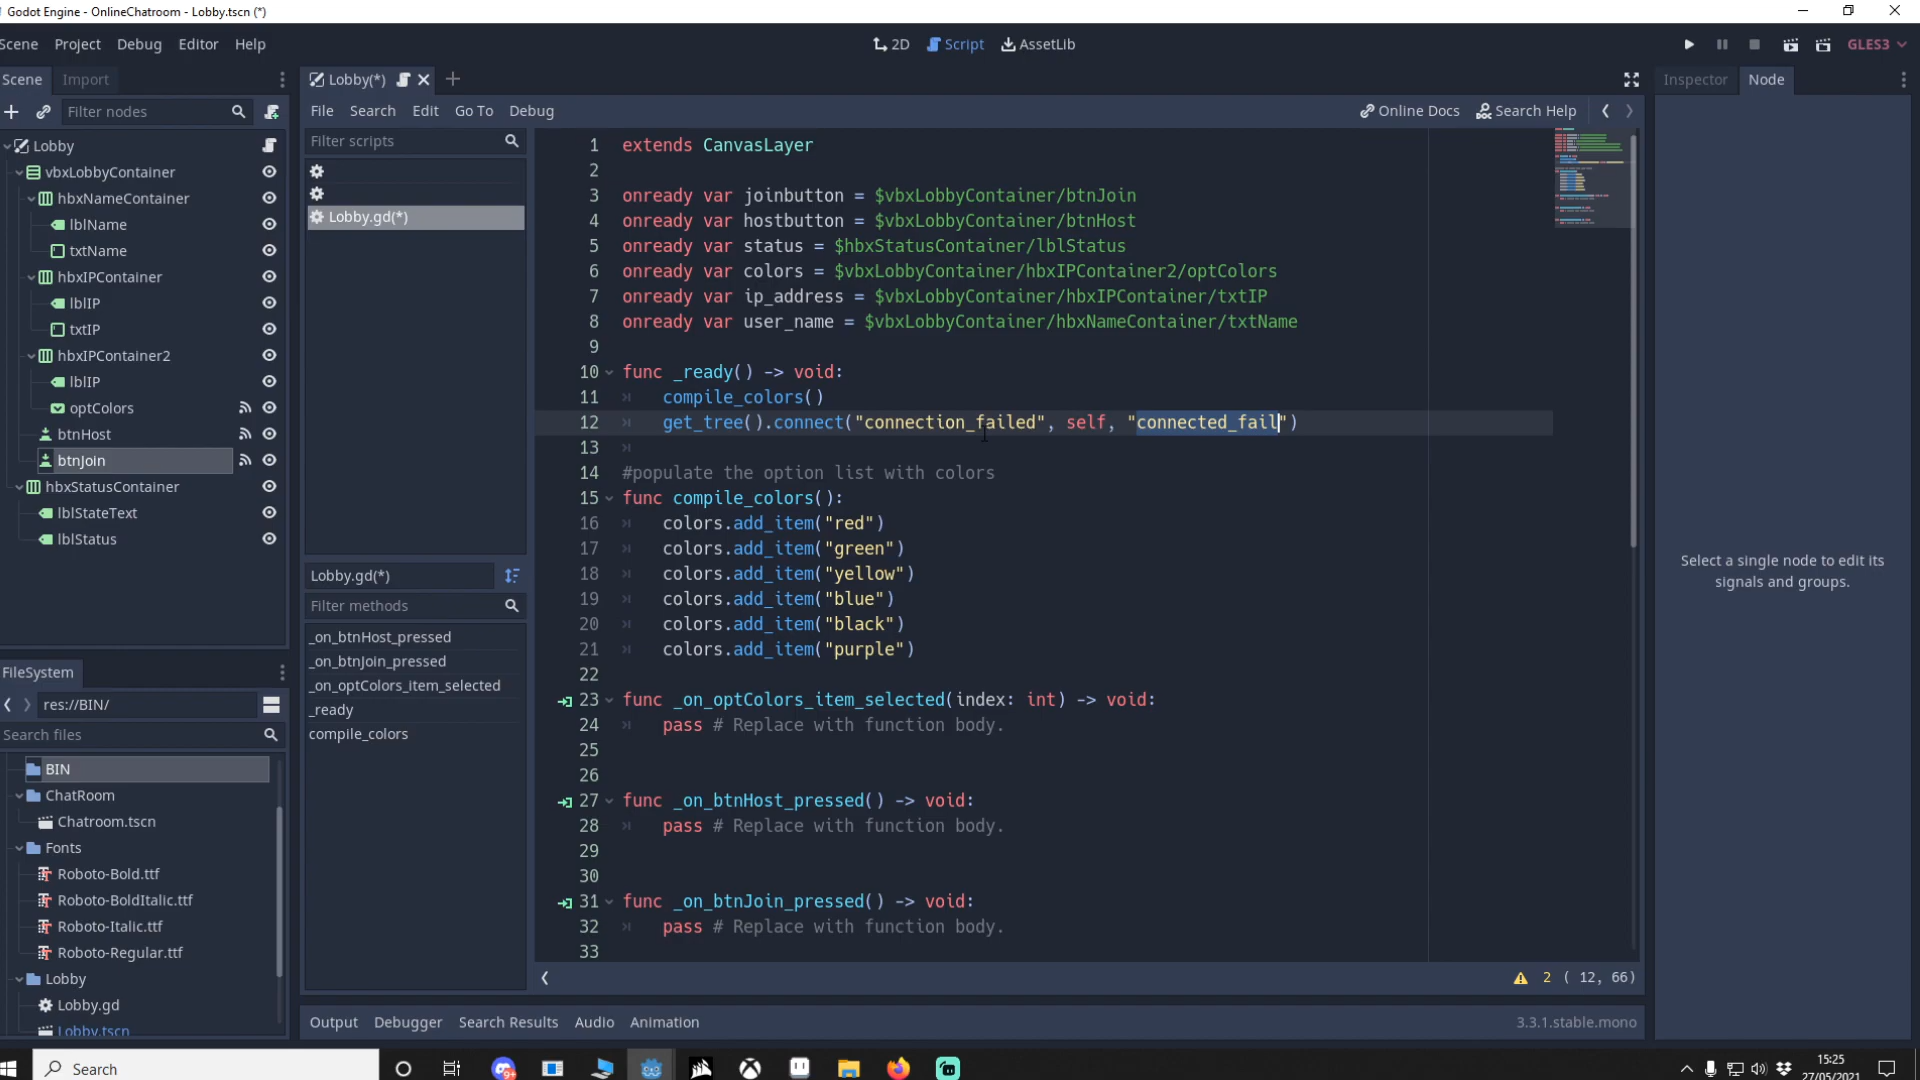 Godot Engine - OnlineChatroom - Lobby.tscn (*)
Scene Project Debug Editor Help
2D Script AssetLib
GLES3
Scene Import
Filter nodes
Lobby
vbxLobbyContainer
hbxNameContainer
lblName
txtName
hbxIPContainer
lblIP
txtIP
hbxIPContainer2
lblIP
optColors
btnHost
btnJoin
hbxStatusContainer
lblStateText
lblStatus
FileSystem
res://BIN/
Search files
BIN
ChatRoom
Chatroom.tscn
Fonts
Roboto-Bold.ttf
Roboto-BoldItalic.ttf
Roboto-Italic.ttf
Roboto-Regular.ttf
Lobby
Lobby.gd
Lobby.tscn
Lobby(*)
File Search Edit Go To Debug
Online Docs Search Help
Filter scripts
Lobby.gd(*)
Lobby.gd(*)
Filter methods
_on_btnHost_pressed
_on_btnJoin_pressed
_on_optColors_item_selected
_ready
compile_colors
1 extends CanvasLayer
2
3 onready var joinbutton = $vbxLobbyContainer/btnJoin
4 onready var hostbutton = $vbxLobbyContainer/btnHost
5 onready var status = $hbxStatusContainer/lblStatus
6 onready var colors = $vbxLobbyContainer/hbxIPContainer2/optColors
7 onready var ip_address = $vbxLobbyContainer/hbxIPContainer/txtIP
8 onready var user_name = $vbxLobbyContainer/hbxNameContainer/txtName
9
10 func _ready() -> void:
11 compile_colors()
12 get_tree().connect("connection_failed", self, "connected_fail")
13
14 #populate the option list with colors
15 func compile_colors():
16 colors.add_item("red")
17 colors.add_item("green")
18 colors.add_item("yellow")
19 colors.add_item("blue")
20 colors.add_item("black")
21 colors.add_item("purple")
22
23 func _on_optColors_item_selected(index: int) -> void:
24 pass # Replace with function body.
25
26
27 func _on_btnHost_pressed() -> void:
28 pass # Replace with function body.
29
30
31 func _on_btnJoin_pressed() -> void:
32 pass # Replace with function body.
33
2 ( 12, 66)
Output Debugger Search Results Audio Animation
3.3.1.stable.mono
Inspector Node
Select a single node to edit its
signals and groups.
Search
9+
15:25
27/05/2021